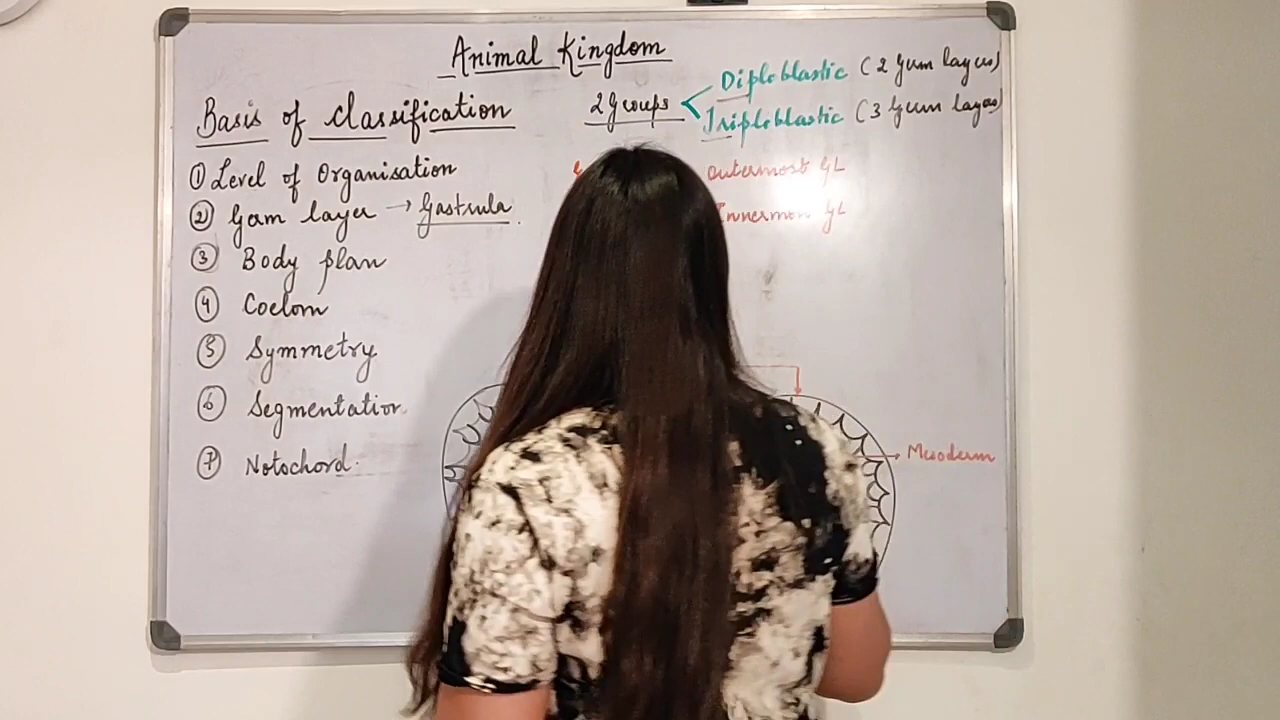 Animal Kingdom
Basis of classification
① Level of Organisation
② Germ layer → Gastrula.
③ Body plan
④ Coelom
⑤ Symmetry
⑥ Segmentation.
⑦ Notochord.
2 Groups
Diploblastic (2 Germ layers)
Triploblastic (3 Germ layers)
Outermost GL
Innermost GL
Mesoderm